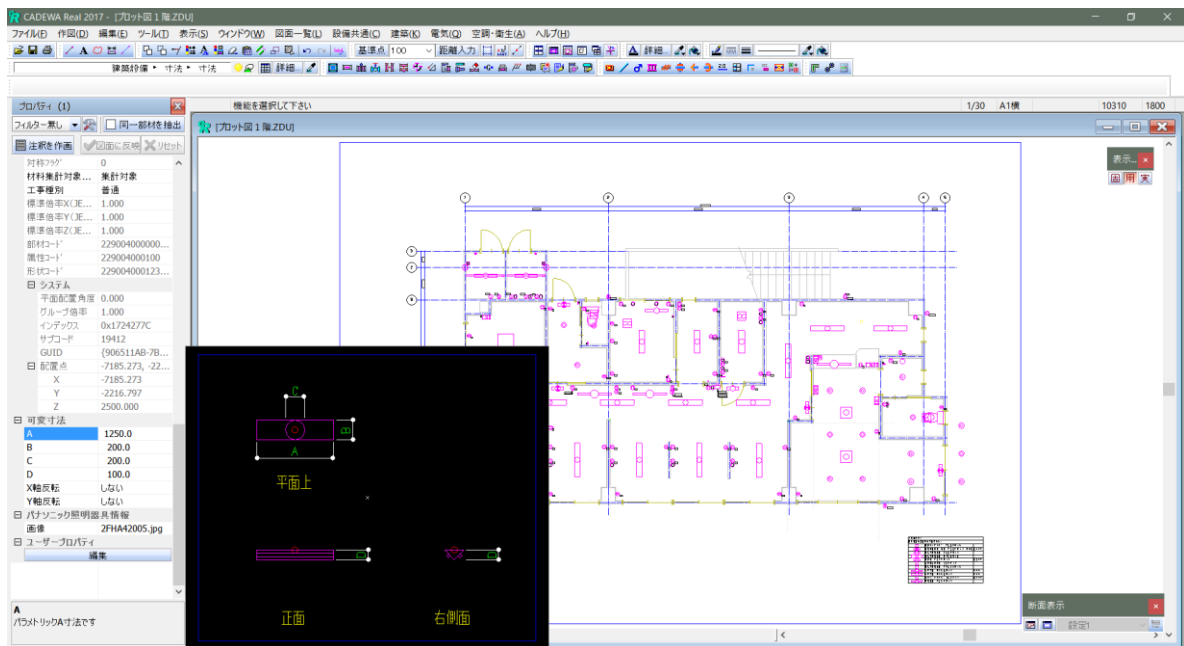 CADEWA Real 2017 - [プロット図 1 階.ZDU]
ファイル(F) 作図(D) 編集(E) ツール(T) 表示(S) ウインドウ(W) 図面一覧(L) 設備共通(C) 建築(K) 電気(Q) 空調・衛生(A) ヘルプ(H)
基準点 100 距離入力 詳細
建築設備 ・ 寸法 ・ 寸法 詳細
プロパティ (1) 機能を選択して下さい 1/30 A1横 10310 1800
フィルター無し 同一部材を抽出
[プロット図 1 階.ZDU]
注釈を作画 図面に反映 リセット
対称フラグ 0
材料集計対象... 集計対象
工事種別 普通
標準倍率X(JE... 1.000
標準倍率Y(JE... 1.000
標準倍率Z(JE... 1.000
部材コード 229004000000...
属性コード 229004000100
形状コード 229004000123...
システム
平面配置角度 0.000
グループ倍率 1.000
インデックス 0x1724277C
サブコード 19412
GUID {906511AB-7B...
配置点 -7185.273, -22...
X -7185.273
Y -2216.797
Z 2500.000
可変寸法
A 1250.0
B 200.0
C 200.0
D 100.0
X軸反転 しない
Y軸反転 しない
パナソニック照明器具情報
画像 2FHA42005.jpg
ユーザープロパティ
編集
A
パラメトリックA寸法です
C
B
A
平面上
D
D
正面 右側面
表示...
固 用 実
断面表示
設定1